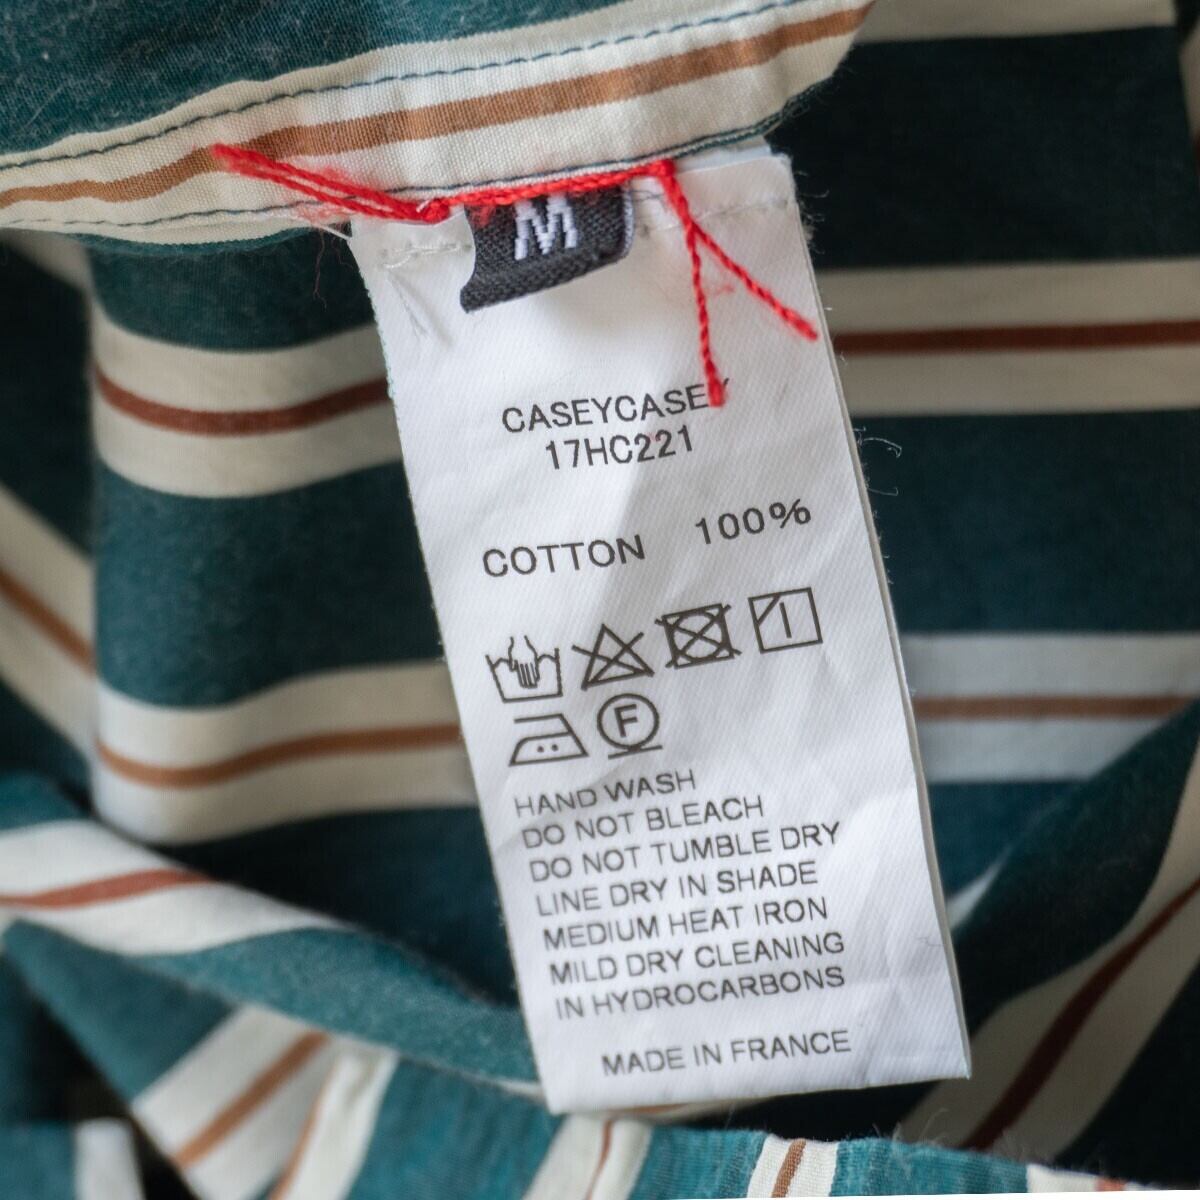 M
CASEYCASEY
17HC221
COTTON 100%
F
HAND WASH
DO NOT BLEACH
DO NOT TUMBLE DRY
LINE DRY IN SHADE
MEDIUM HEAT IRON
MILD DRY CLEANING
IN HYDROCARBONS
MADE IN FRANCE